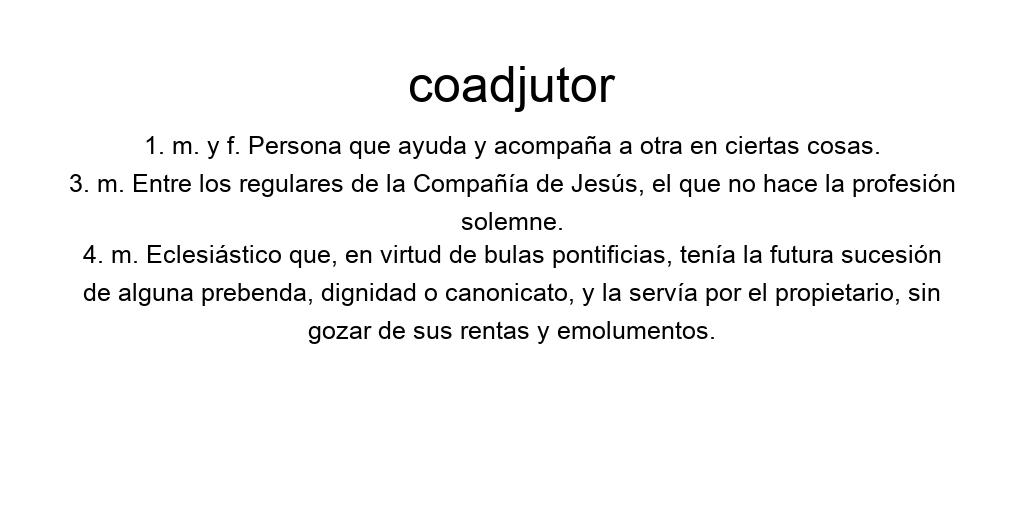 coadjutor
1. m. y f. Persona que ayuda y acompaña a otra en ciertas cosas.
3. m. Entre los regulares de la Compañía de Jesús, el que no hace la profesión
solemne.
4. m. Eclesiástico que, en virtud de bulas pontificias, tenía la futura sucesión
de alguna prebenda, dignidad o canonicato, y la servía por el propietario, sin
gozar de sus rentas y emolumentos.